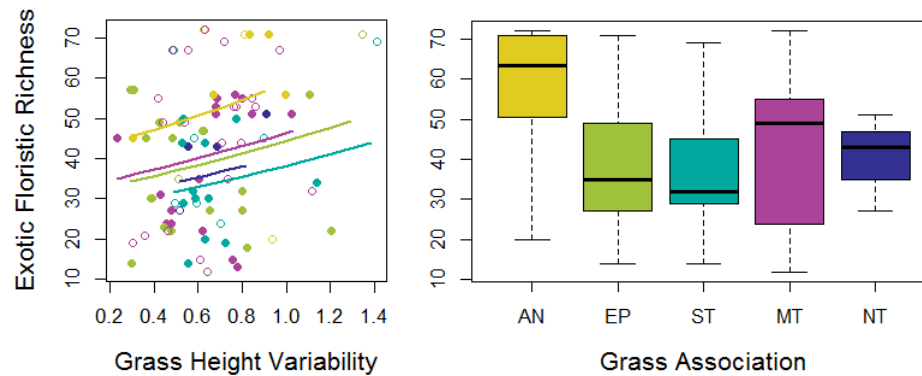 Exotic Floristic Richness
70
60
50
40
30
20
10
0.2 0.4 0.6 0.8 1.0 1.2 1.4
Grass Height Variability
70
60
50
40
30
20
10
AN EP ST MT NT
Grass Association